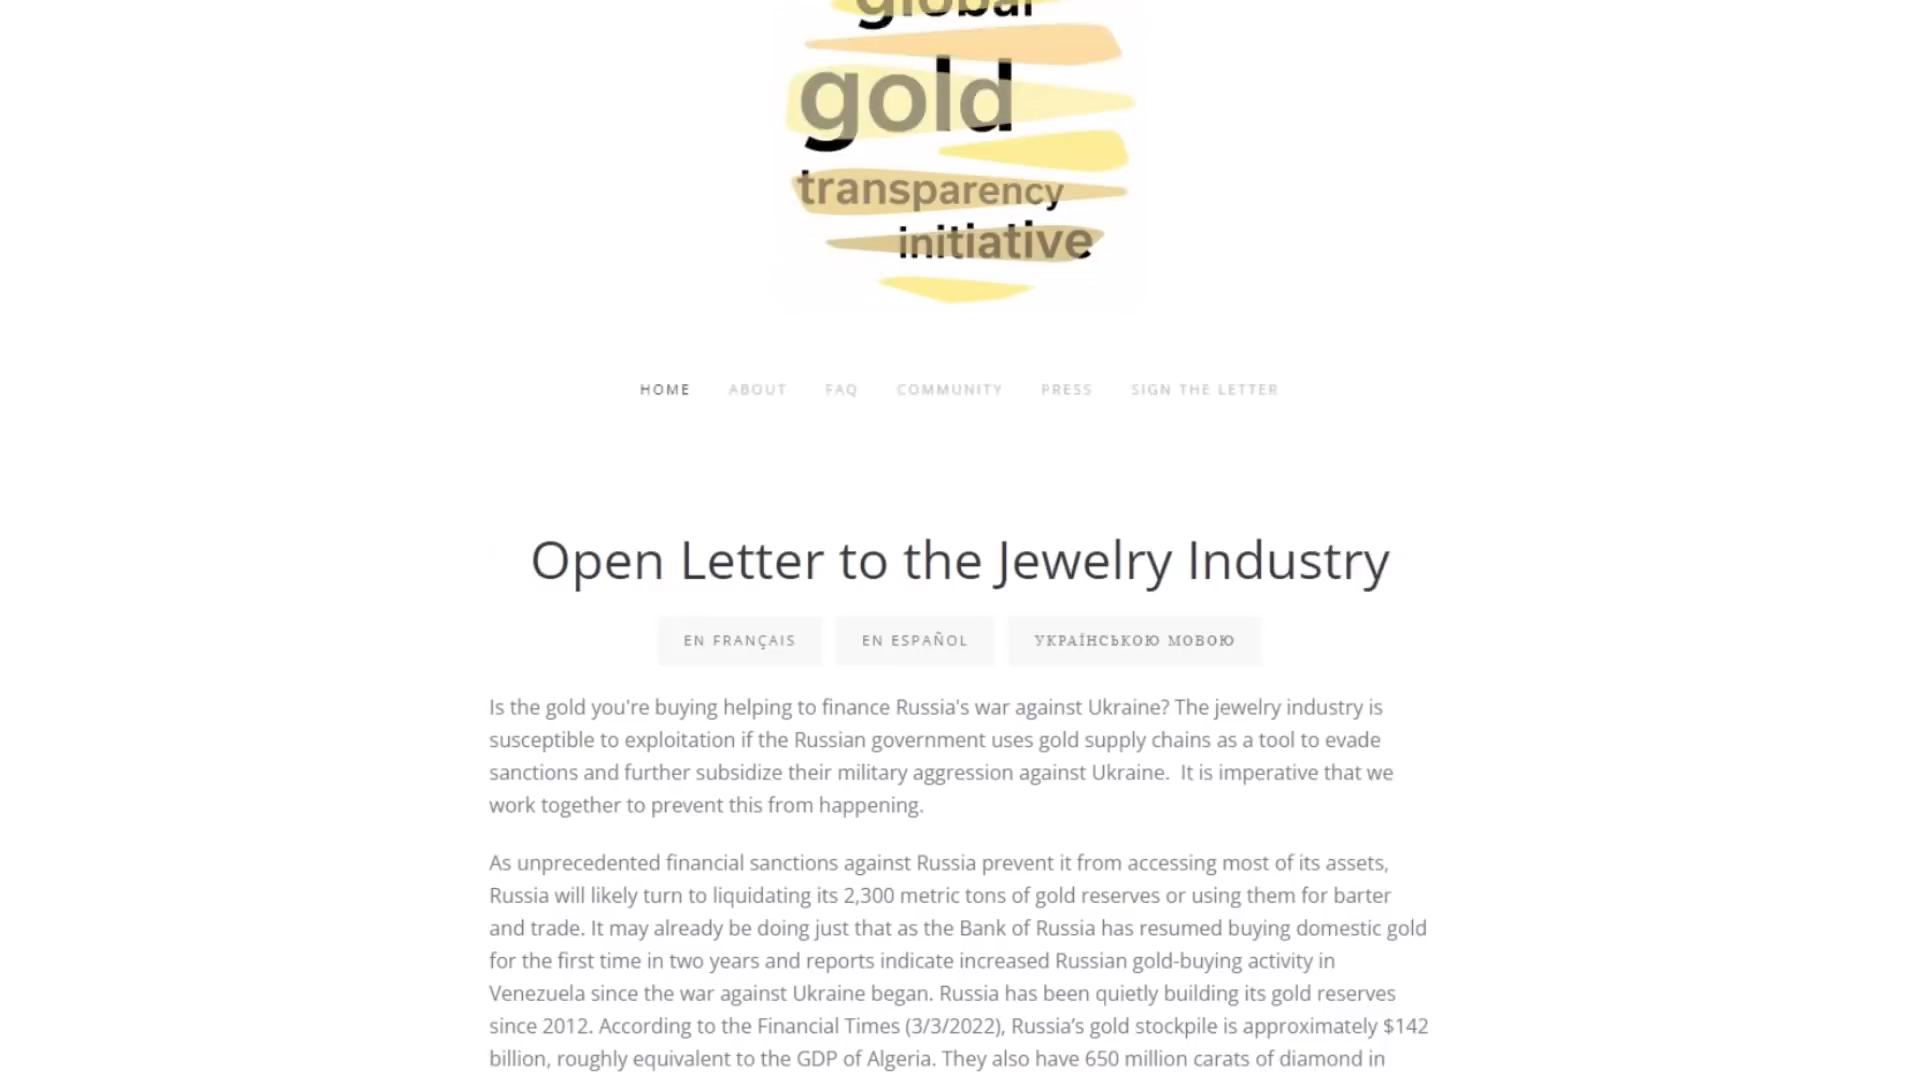 global
gold
transparency
initiative
HOME ABOUT FAQ COMMUNITY PRESS SIGN THE LETTER
Open Letter to the Jewelry Industry
EN FRANÇAIS EN ESPAÑOL УКРАЇНСЬКОЮ МОВОЮ
Is the gold you're buying helping to finance Russia's war against Ukraine? The jewelry industry is
susceptible to exploitation if the Russian government uses gold supply chains as a tool to evade
sanctions and further subsidize their military aggression against Ukraine.  It is imperative that we
work together to prevent this from happening.
As unprecedented financial sanctions against Russia prevent it from accessing most of its assets,
Russia will likely turn to liquidating its 2,300 metric tons of gold reserves or using them for barter
and trade. It may already be doing just that as the Bank of Russia has resumed buying domestic gold
for the first time in two years and reports indicate increased Russian gold-buying activity in
Venezuela since the war against Ukraine began. Russia has been quietly building its gold reserves
since 2012. According to the Financial Times (3/3/2022), Russia’s gold stockpile is approximately $142
billion, roughly equivalent to the GDP of Algeria. They also have 650 million carats of diamond in